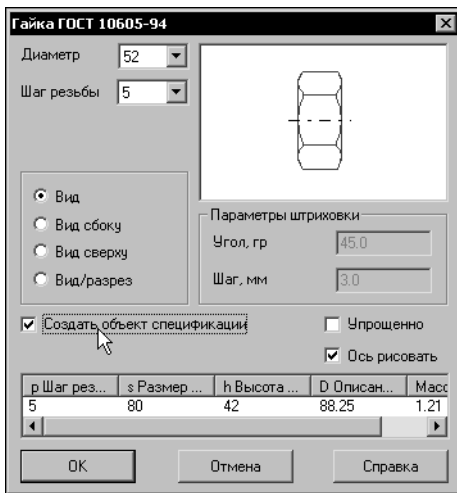 Гайка ГОСТ 10605-94
Диаметр 52
Шаг резьбы 5
Вид
Вид сбоку
Вид сверху
Вид/разрез
Параметры штриховки
Угол, гр 45.0
Шаг, мм 3.0
Создать объект спецификации
Упрощенно
Ось рисовать
p Шаг рез... s Размер ... h Высота ... D Описан... Масс
5 80 42 88.25 1.21
OK Отмена Справка